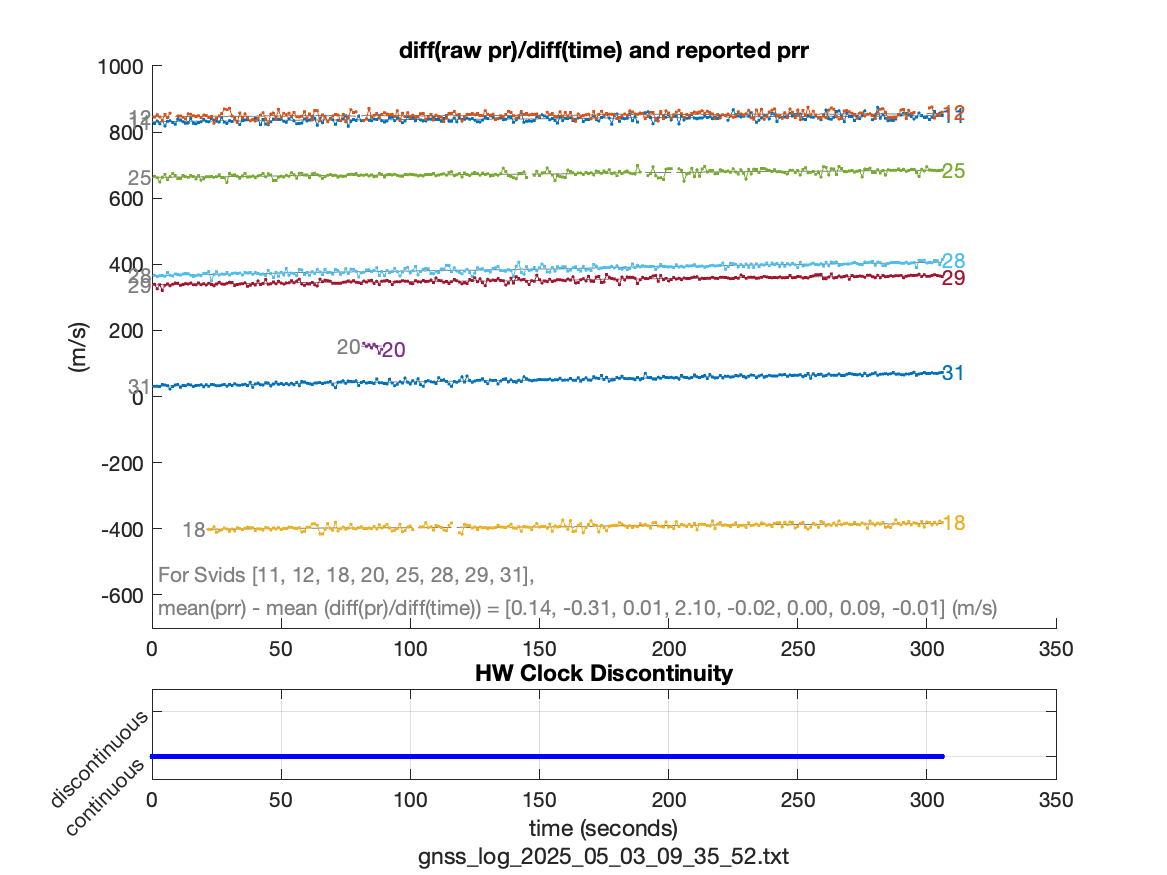 diff(raw pr)/diff(time) and reported prr
1000
800
600
400
200
0
-200
-400
-600
(m/s)
12
12
11
25
25
28
28
29
29
20
20
31
31
18
18
For Svids [11, 12, 18, 20, 25, 28, 29, 31],
mean(prr) - mean (diff(pr)/diff(time)) = [0.14, -0.31, 0.01, 2.10, -0.02, 0.00, 0.09, -0.01] (m/s)
0 50 100 150 200 250 300 350
HW Clock Discontinuity
discontinuous
continuous
0 50 100 150 200 250 300 350
time (seconds)
gnss_log_2025_05_03_09_35_52.txt